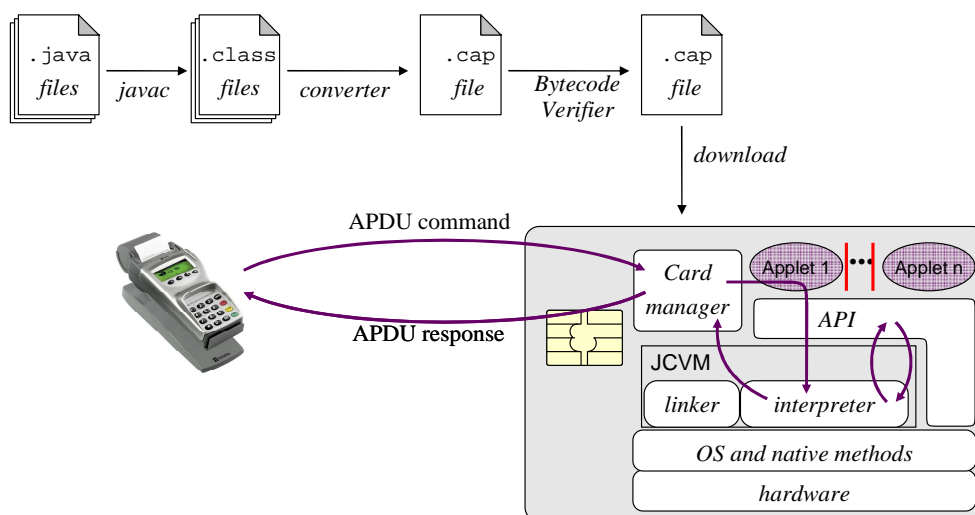 .java
files
javac
.class
files
converter
.cap
file
Bytecode
Verifier
.cap
file
download
APDU command
APDU response
Card
manager
Applet 1
•••
Applet n
API
JCVM
linker
interpreter
OS and native methods
hardware